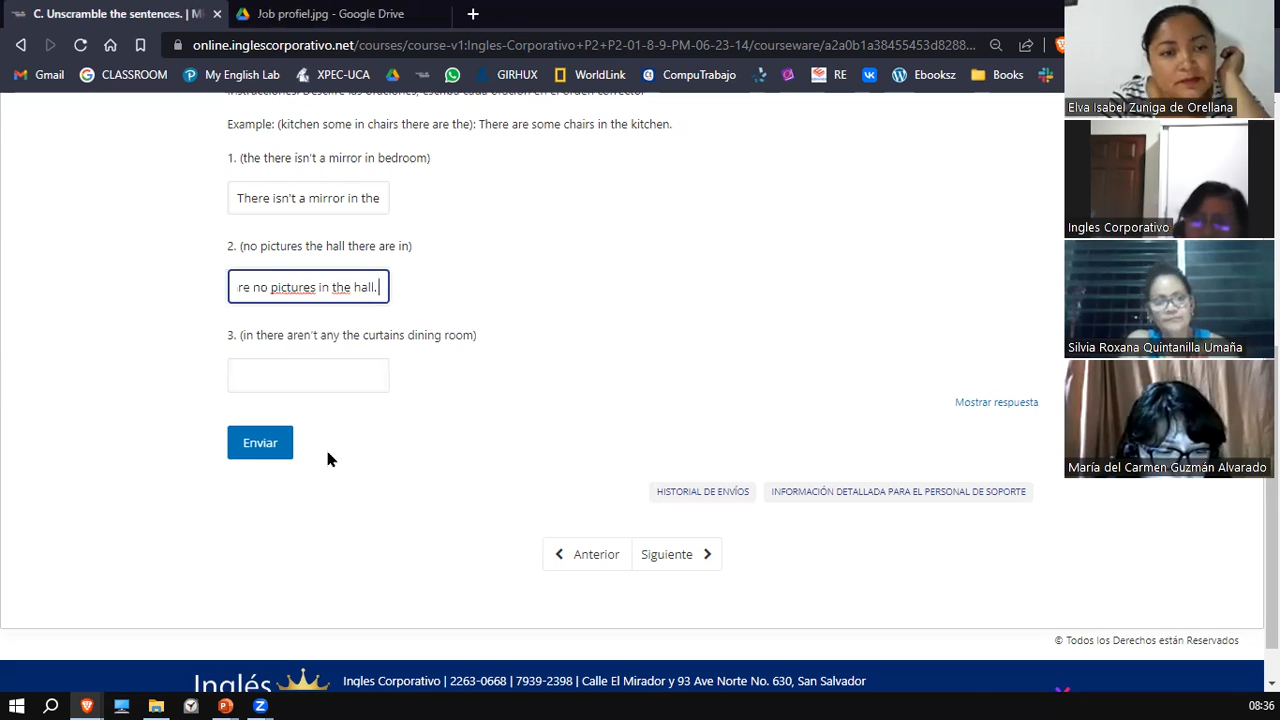 C. Unscramble the sentences. | Mi
Job profiel.jpg - Google Drive
online.inglescorporativo.net/courses/course-v1:Ingles-Corporativo+P2+P2-01-8-9-PM-06-23-14/courseware/a2a0b1a38455453d8288...
Gmail CLASSROOM My English Lab XPEC-UCA GIRHUX WorldLink CompuTrabajo RE Ebooksz Books
Example: (kitchen some in chairs there are the): There are some chairs in the kitchen.
1. (the there isn't a mirror in bedroom)
There isn't a mirror in the
2. (no pictures the hall there are in)
re no pictures in the hall.
3. (in there aren't any the curtains dining room)
Mostrar respuesta
Enviar
HISTORIAL DE ENVÍOS INFORMACIÓN DETALLADA PARA EL PERSONAL DE SOPORTE
Anterior Siguiente
© Todos los Derechos están Reservados
Inglés
Ingles Corporativo | 2263-0668 | 7939-2398 | Calle El Mirador y 93 Ave Norte No. 630, San Salvador
Elva Isabel Zuniga de Orellana
Ingles Corporativo
Silvia Roxana Quintanilla Umaña
María del Carmen Guzmán Alvarado
08:36